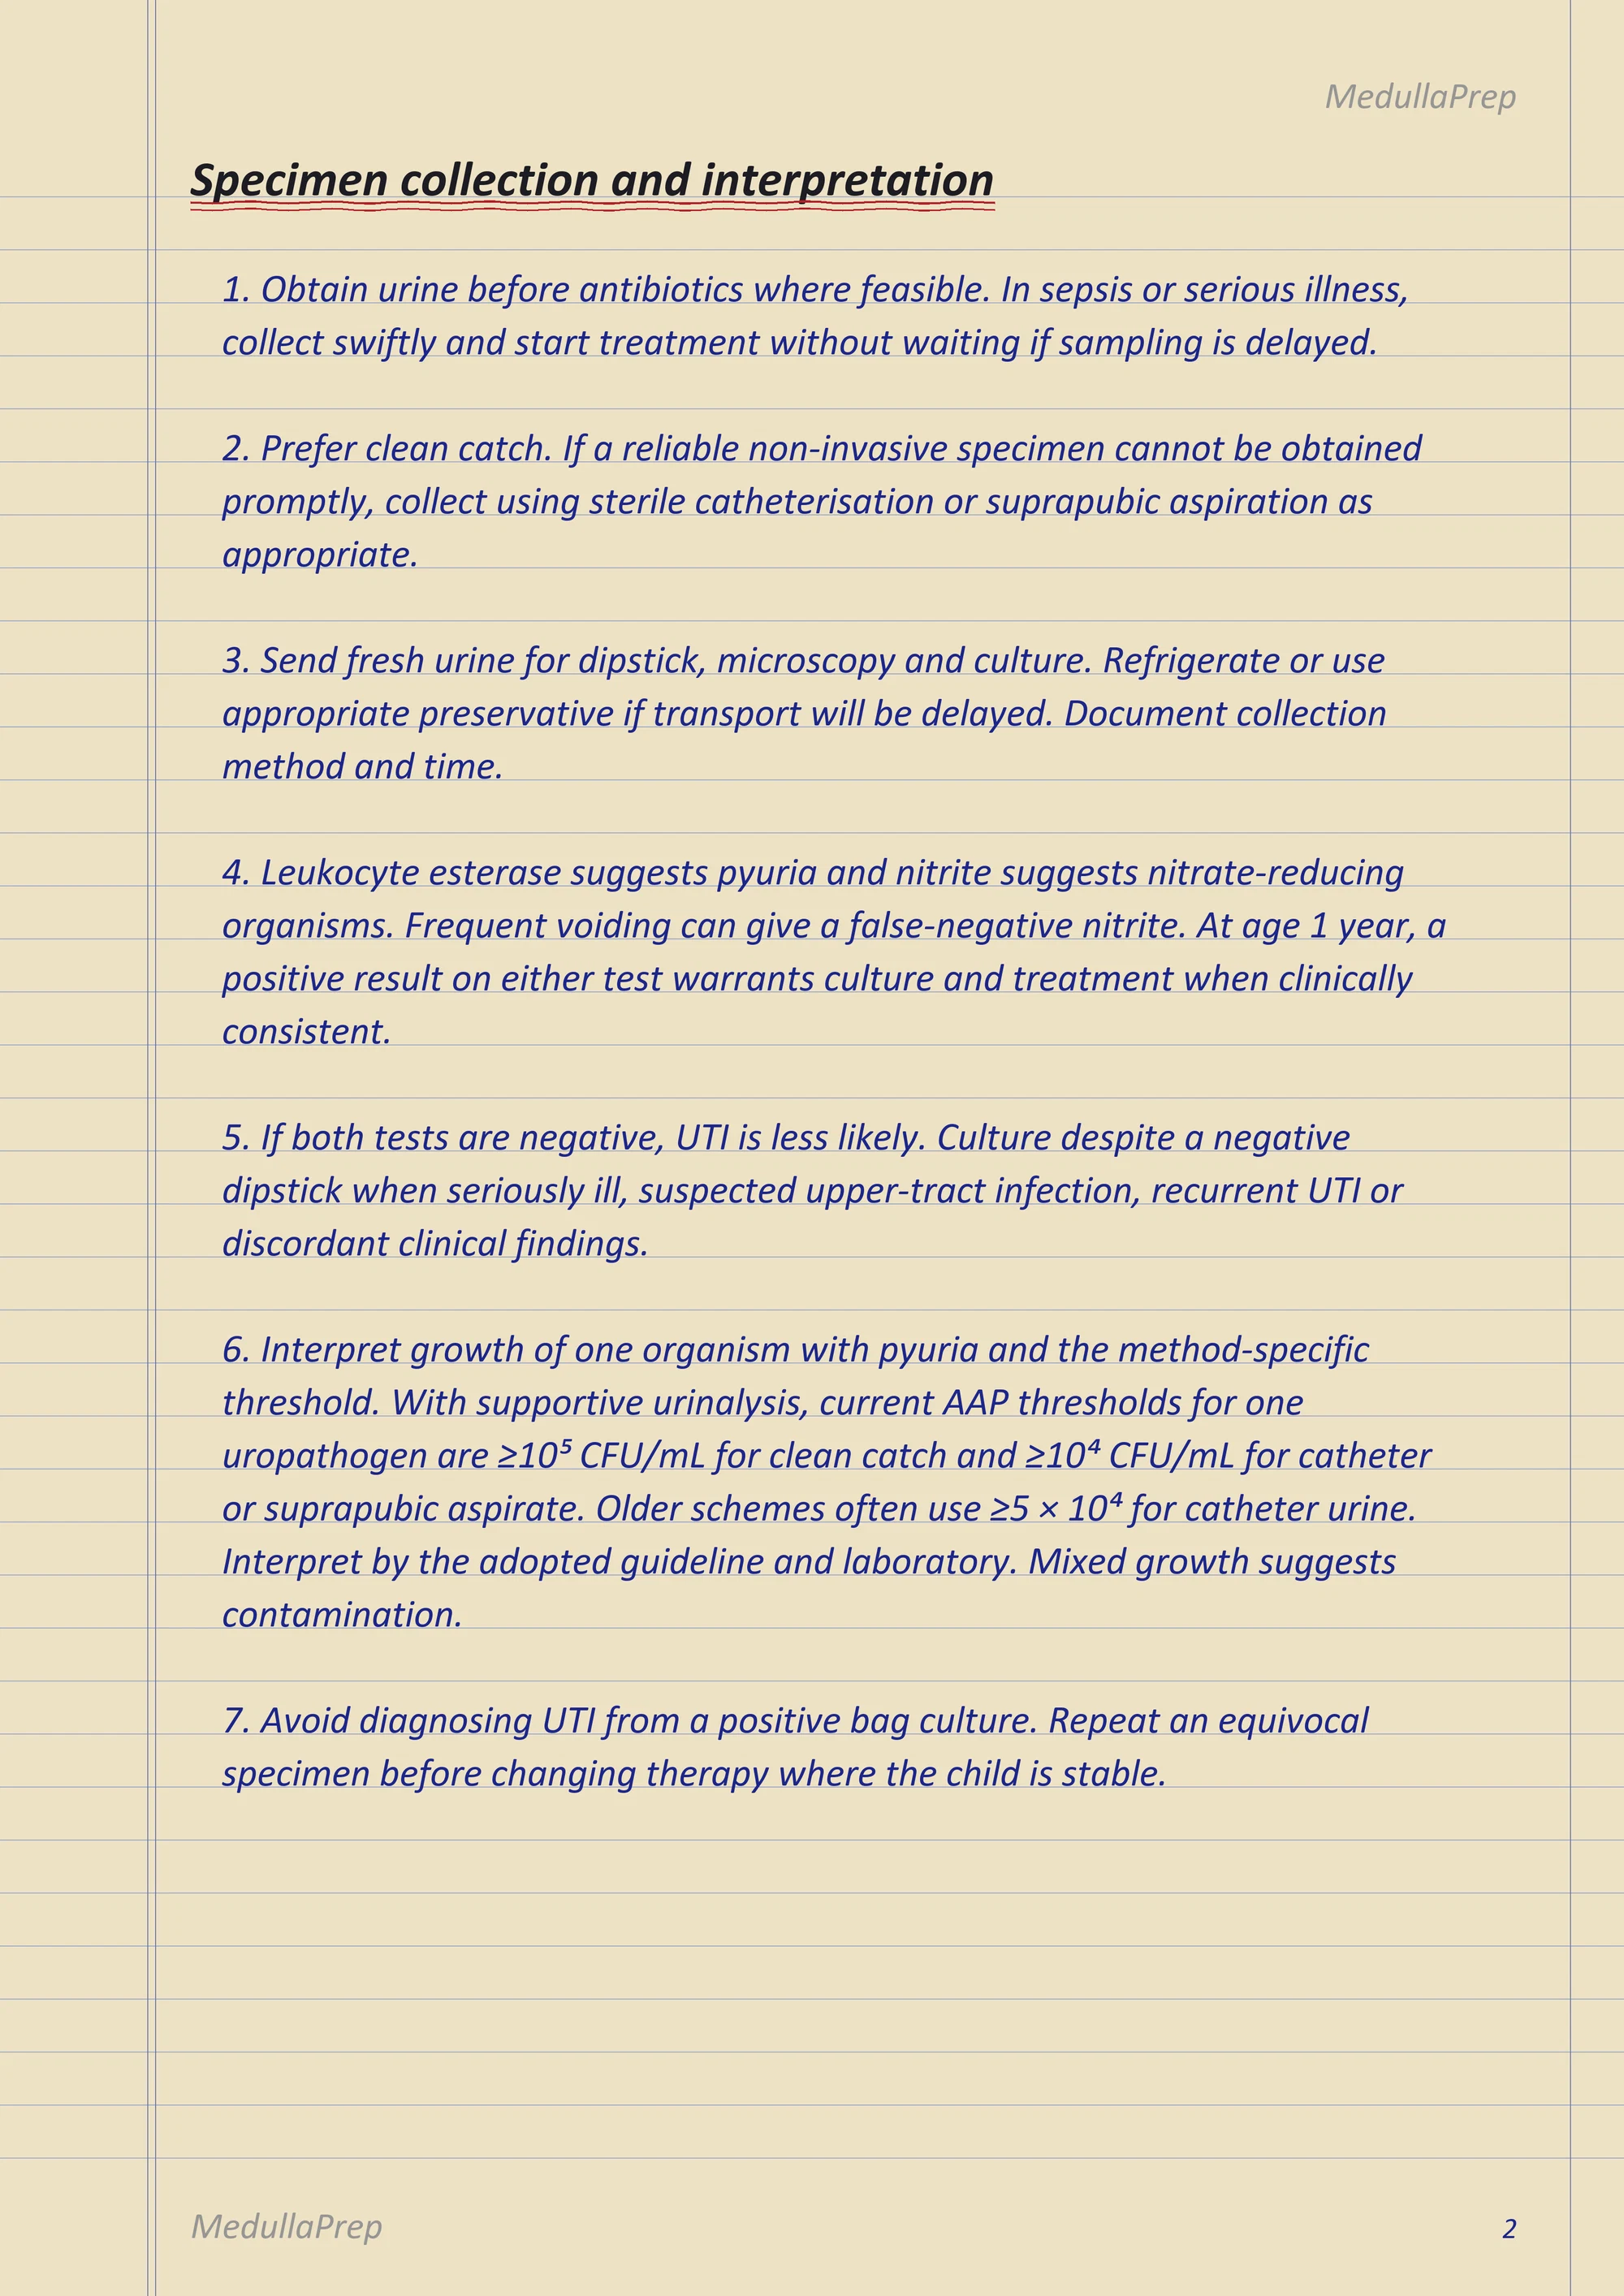 MedullaPrep
Specimen collection and interpretation
1. Obtain urine before antibiotics where feasible. In sepsis or serious illness,
collect swiftly and start treatment without waiting if sampling is delayed.
2. Prefer clean catch. If a reliable non-invasive specimen cannot be obtained
promptly, collect using sterile catheterisation or suprapubic aspiration as
appropriate.
3. Send fresh urine for dipstick, microscopy and culture. Refrigerate or use
appropriate preservative if transport will be delayed. Document collection
method and time.
4. Leukocyte esterase suggests pyuria and nitrite suggests nitrate-reducing
organisms. Frequent voiding can give a false-negative nitrite. At age 1 year, a
positive result on either test warrants culture and treatment when clinically
consistent.
5. If both tests are negative, UTI is less likely. Culture despite a negative
dipstick when seriously ill, suspected upper-tract infection, recurrent UTI or
discordant clinical findings.
6. Interpret growth of one organism with pyuria and the method-specific
threshold. With supportive urinalysis, current AAP thresholds for one
uropathogen are ≥10⁵ CFU/mL for clean catch and ≥10⁴ CFU/mL for catheter
or suprapubic aspirate. Older schemes often use ≥5 × 10⁴ for catheter urine.
Interpret by the adopted guideline and laboratory. Mixed growth suggests
contamination.
7. Avoid diagnosing UTI from a positive bag culture. Repeat an equivocal
specimen before changing therapy where the child is stable.
MedullaPrep
2